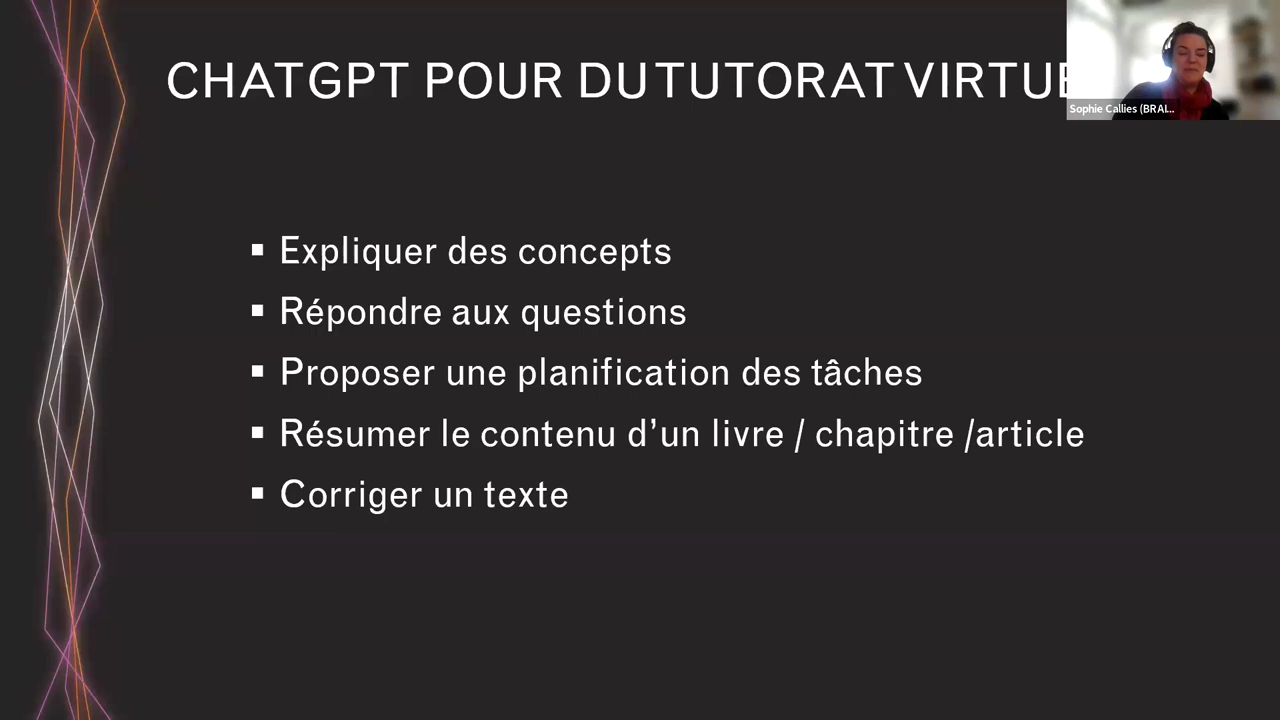 CHATGPT POUR DU TUTORAT VIRTUE
Sophie Callies (BRAI...
▪ Expliquer des concepts
▪ Répondre aux questions
▪ Proposer une planification des tâches
▪ Résumer le contenu d’un livre / chapitre /article
▪ Corriger un texte